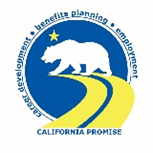 career development • benefits planning • employment
CALIFORNIA PROMISE